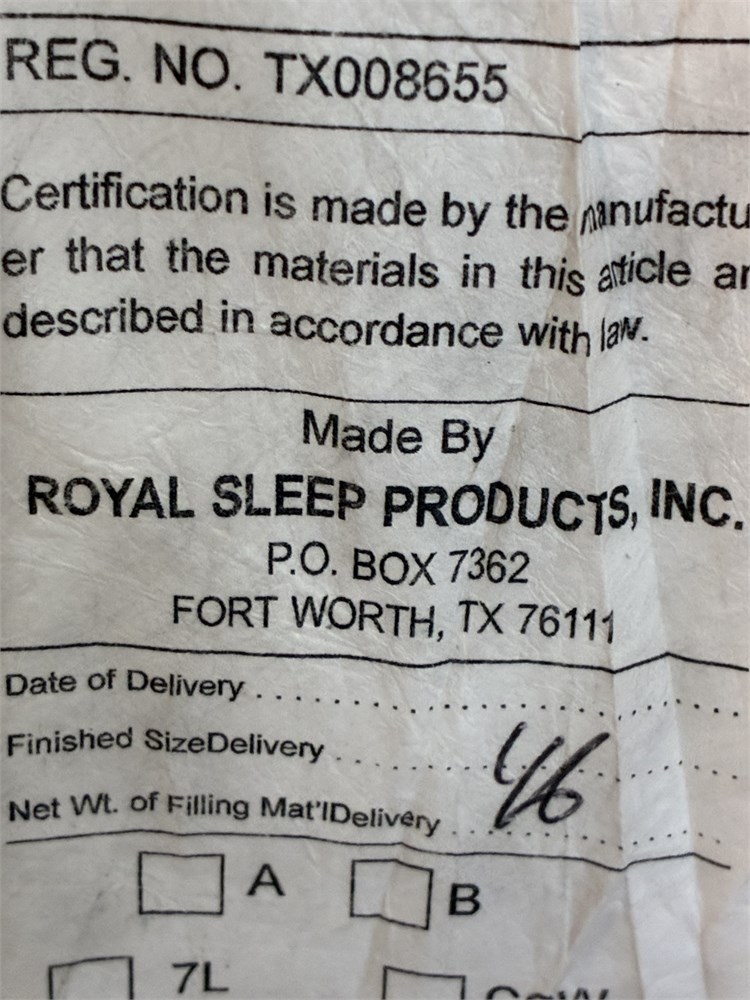 REG. NO. TX008655
Certification is made by the manufactu
er that the materials in this article ar
described in accordance with law.
Made By
ROYAL SLEEP PRODUCTS, INC.
P.O. BOX 7362
FORT WORTH, TX 76111
Date of Delivery
Finished SizeDelivery
Net Wt. of Filling Mat'lDelivery
A
B
7L